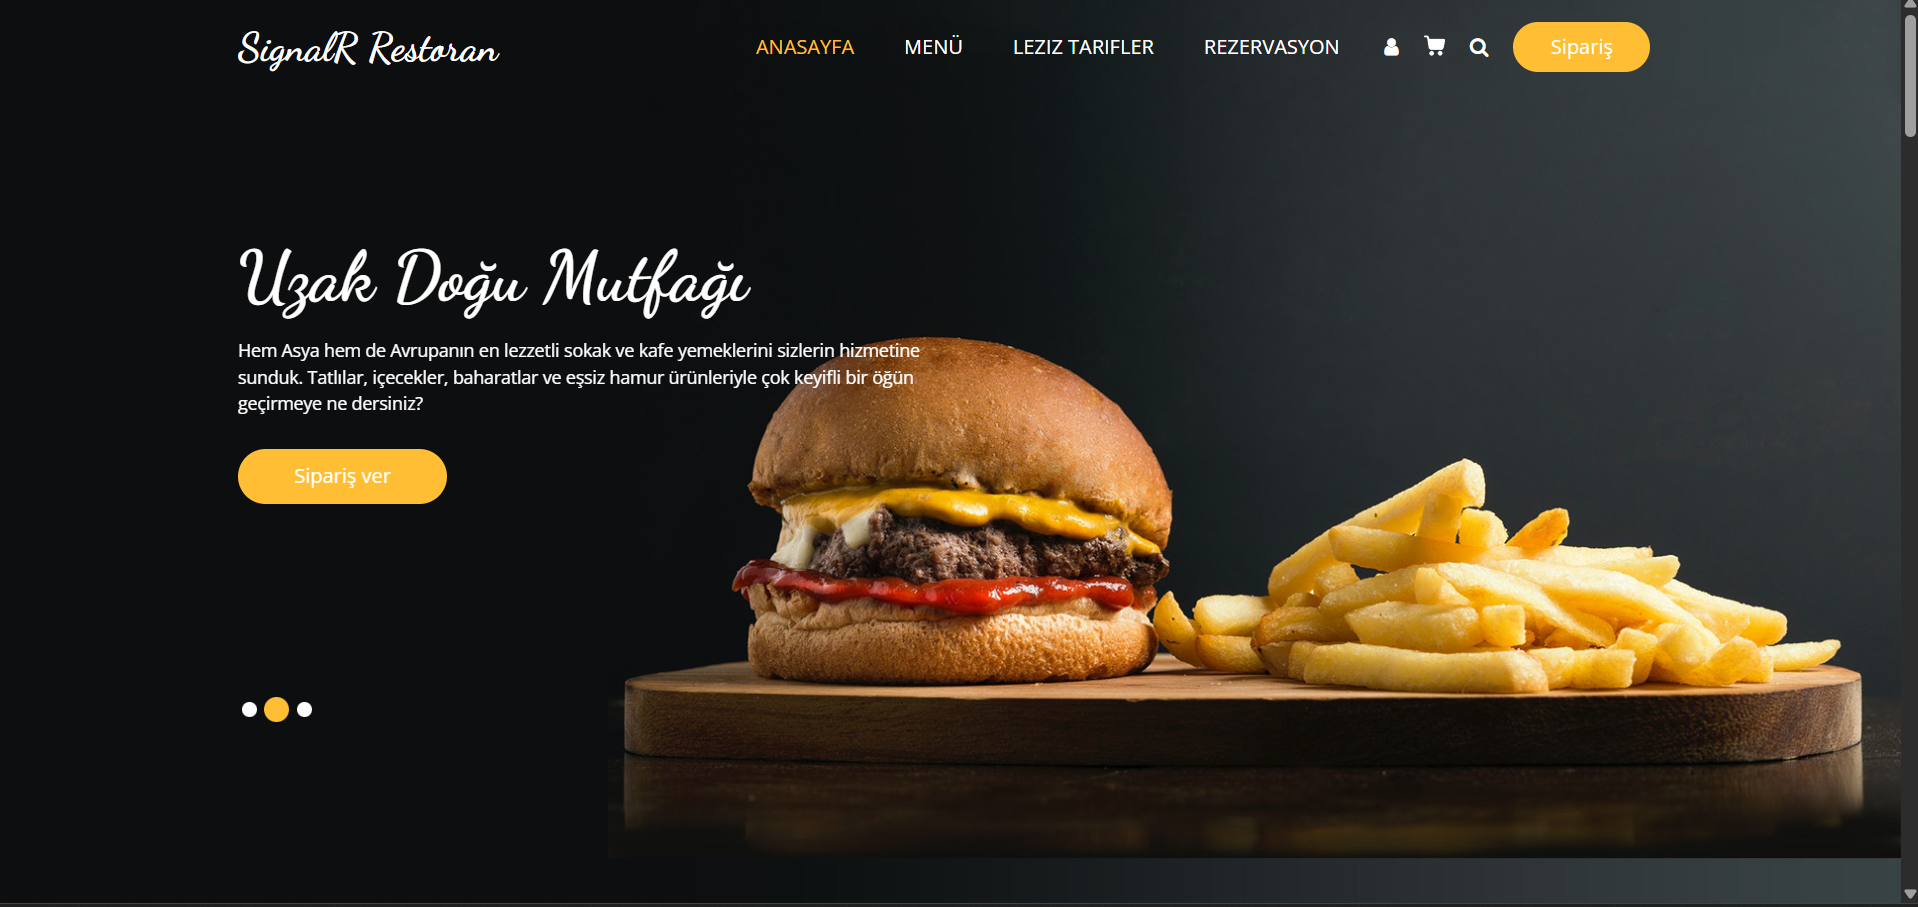 SignalR Restoran
ANASAYFA MENÜ LEZIZ TARIFLER REZERVASYON Sipariş
Uzak Doğu Mutfağı
Hem Asya hem de Avrupanın en lezzetli sokak ve kafe yemeklerini sizlerin hizmetine
sunduk. Tatlılar, içecekler, baharatlar ve eşsiz hamur ürünleriyle çok keyifli bir öğün
geçirmeye ne dersiniz?
Sipariş ver